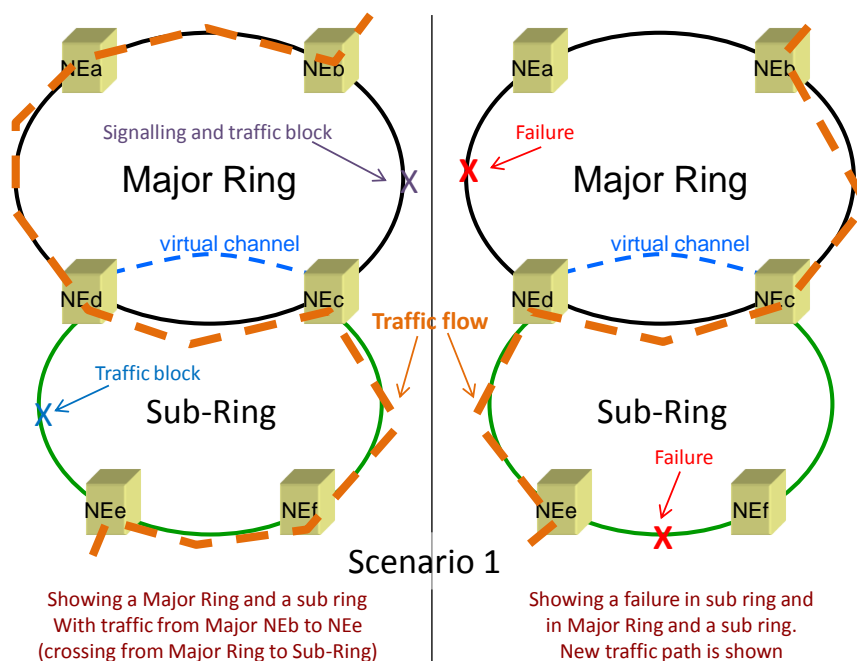 NEa
NEb
Signalling and traffic block
X
Major Ring
virtual channel
NEd
NEc
Traffic block
X
Sub-Ring
NEe
NEf
Traffic flow
NEa
NEb
Failure
X
Major Ring
virtual channel
NEd
NEc
Sub-Ring
Failure
NEe
NEf
X
Scenario 1
Showing a Major Ring and a sub ring
With traffic from Major NEb to NEe
(crossing from Major Ring to Sub-Ring)
Showing a failure in sub ring and
in Major Ring and a sub ring.
New traffic path is shown